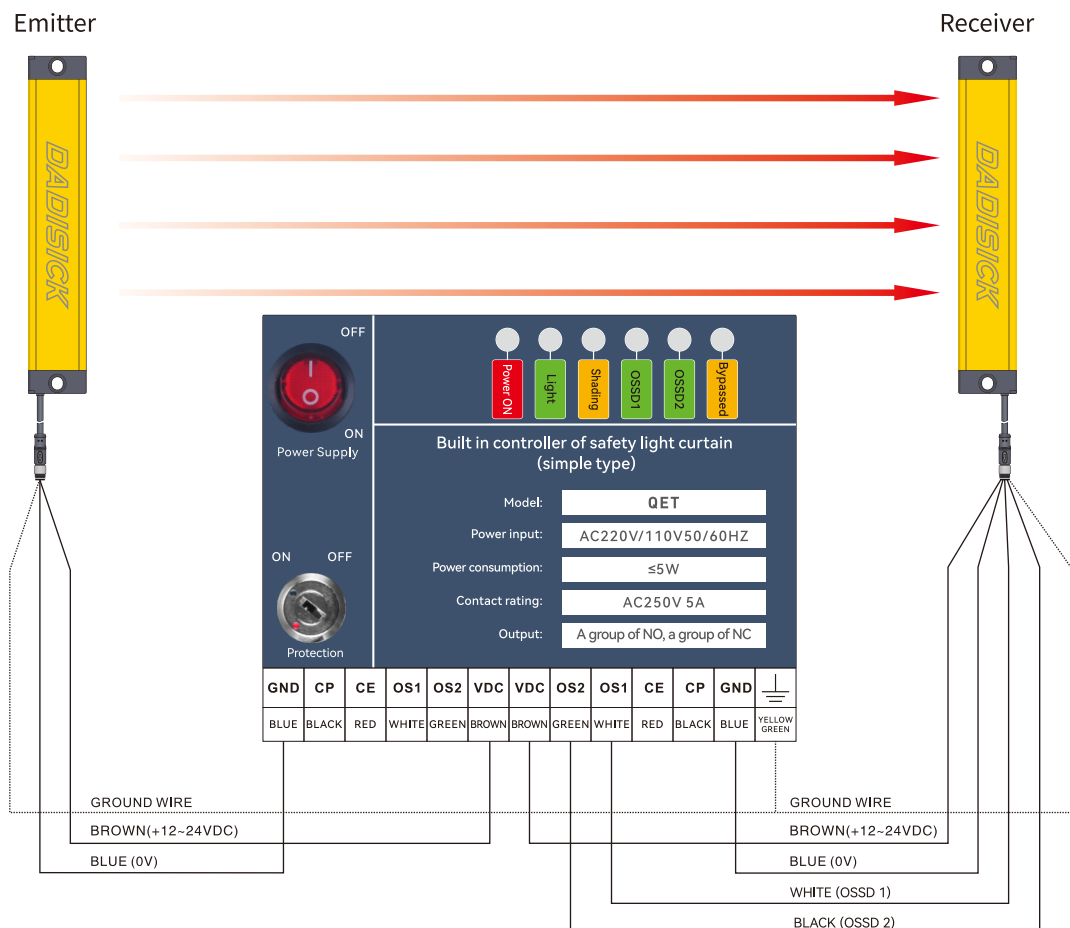 Emitter
Receiver
DADISICK
DADISICK
OFF
ON
Power Supply
ON OFF
Protection
Power ON
Light
Shading
OSSD1
OSSD2
Bypassed
Built in controller of safety light curtain
(simple type)
Model: QET
Power input: AC220V/110V50/60HZ
Power consumption: ≤5W
Contact rating: AC250V 5A
Output: A group of NO, a group of NC
GND CP CE OS1 OS2 VDC VDC OS2 OS1 CE CP GND
BLUE BLACK RED WHITE GREEN BROWN BROWN GREEN WHITE RED BLACK BLUE YELLOW GREEN
GROUND WIRE
BROWN(+12~24VDC)
BLUE (0V)
GROUND WIRE
BROWN(+12~24VDC)
BLUE (0V)
WHITE (OSSD 1)
BLACK (OSSD 2)